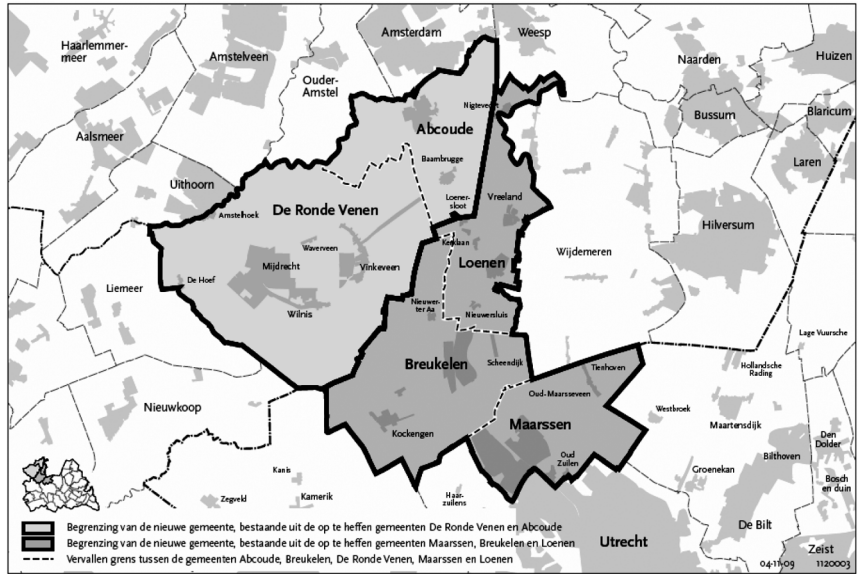 Haarlemmer-
meer
Amstelveen
Amsterdam
Weesp
Ouder-
Amstel
Naarden
Huizen
Aalsmeer
Abcoude
Nigtevecht
Bussum
Blaricum
Baambrugge
Laren
Uithoorn
Amstelhoek
De Ronde Venen
Loener-
sloot
Vreeland
Hilversum
Waverveen
Kerklaan
Loenen
Wijdemeren
Mijdrecht
Vinkeveen
De Hoef
Liemeer
Wilnis
Nieuwer-
ter Aa
Nieuwersluis
Lage Vuursche
Breukelen
Scheendijk
Tienhoven
Hollandsche
Rading
Oud-Maarsseveen
Nieuwkoop
Westbroek
Maartensdijk
Maarssen
Kockengen
Den
Dolder
Oud
Zuilen
Bilthoven
Groenekan
Kanis
Bosch
en duin
Zegveld
Kamerik
Haar-
zuilens
De Bilt
Utrecht
Zeist
Begrenzing van de nieuwe gemeente, bestaande uit de op te heffen gemeenten De Ronde Venen en Abcoude
Begrenzing van de nieuwe gemeente, bestaande uit de op te heffen gemeenten Maarssen, Breukelen en Loenen
Vervallen grens tussen de gemeenten Abcoude, Breukelen, De Ronde Venen, Maarssen en Loenen
04-11-09 1120003